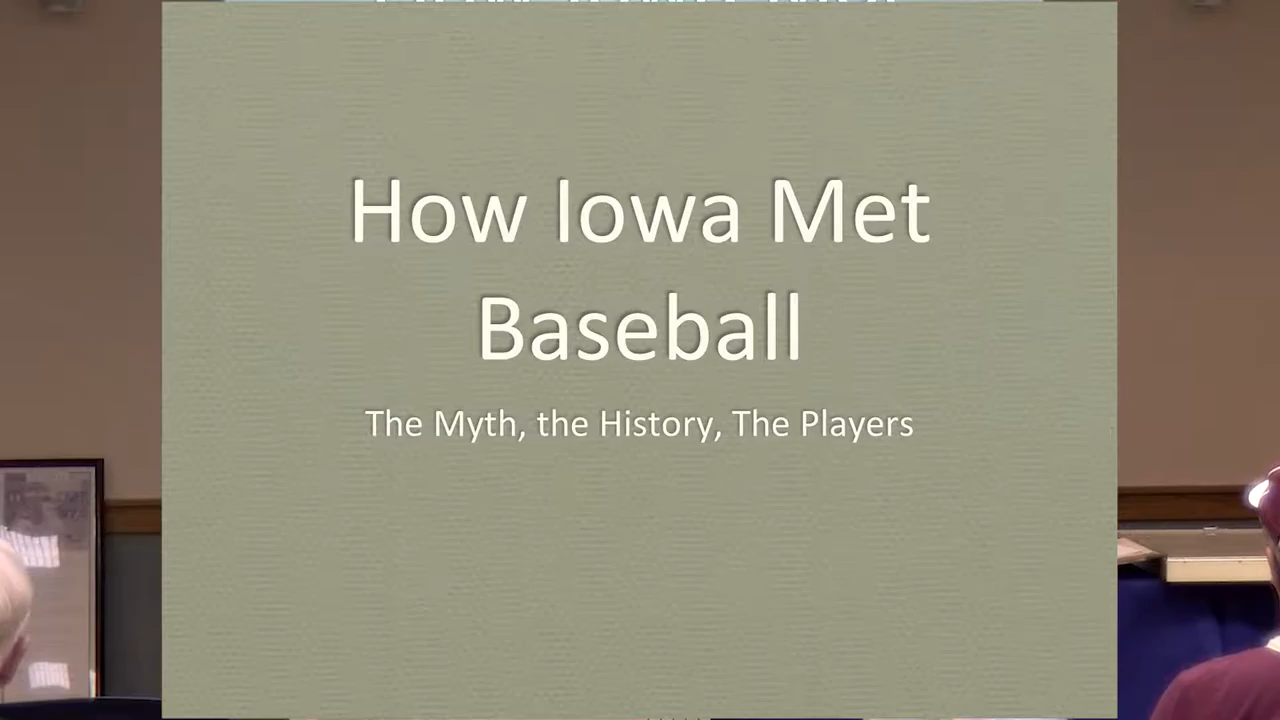 How Iowa Met
Baseball
The Myth, the History, The Players